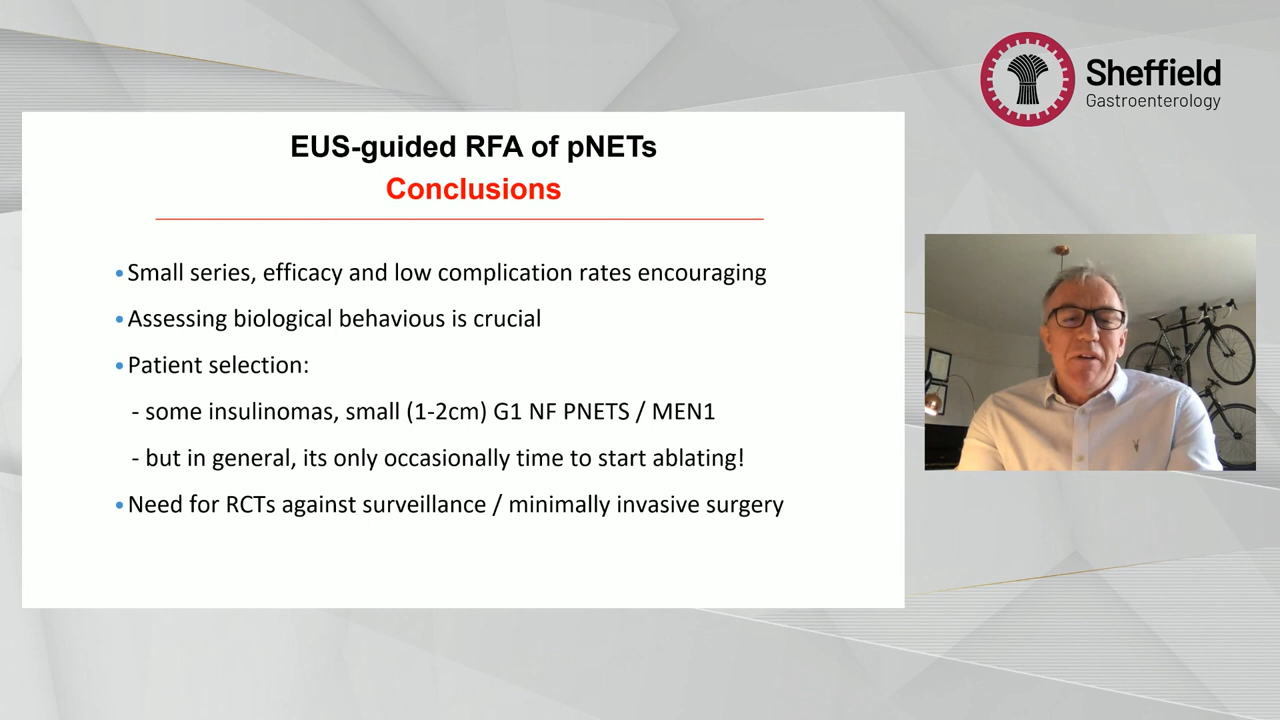 Sheffield
Gastroenterology
EUS-guided RFA of pNETs
Conclusions
•Small series, efficacy and low complication rates encouraging
•Assessing biological behavious is crucial
•Patient selection:
- some insulinomas, small (1-2cm) G1 NF PNETS / MEN1
- but in general, its only occasionally time to start ablating!
•Need for RCTs against surveillance / minimally invasive surgery